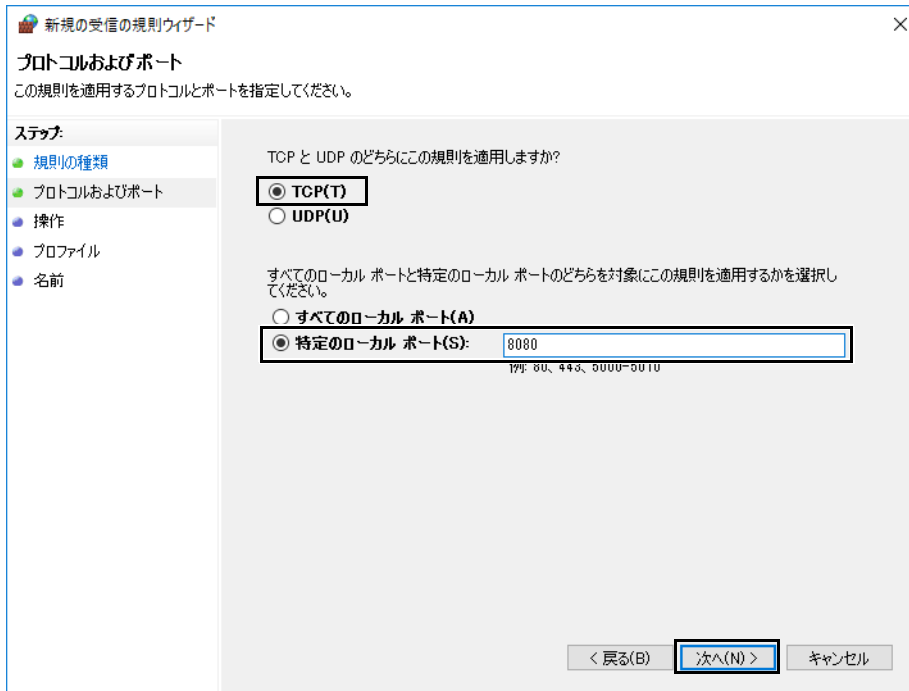 新規の受信の規則ウィザード
プロトコルおよびポート
この規則を適用するプロトコルとポートを指定してください。
ステップ:
規則の種類
プロトコルおよびポート
操作
プロファイル
名前
TCP と UDP のどちらにこの規則を適用しますか?
TCP(T)
UDP(U)
すべてのローカル ポートと特定のローカル ポートのどちらを対象にこの規則を適用するかを選択し
てください。
すべてのローカル ポート(A)
特定のローカル ポート(S):
8080
例: 80、443、5000-5010
< 戻る(B)
次へ(N) >
キャンセル